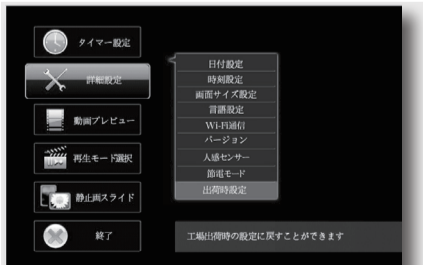 タイマー設定
詳細設定
動画プレビュー
再生モード選択
静止画スライド
終了
日付設定
時刻設定
画面サイズ設定
言語設定
Wi-Fi通信
バージョン
人感センサー
節電モード
出荷時設定
工場出荷時の設定に戻すことができます